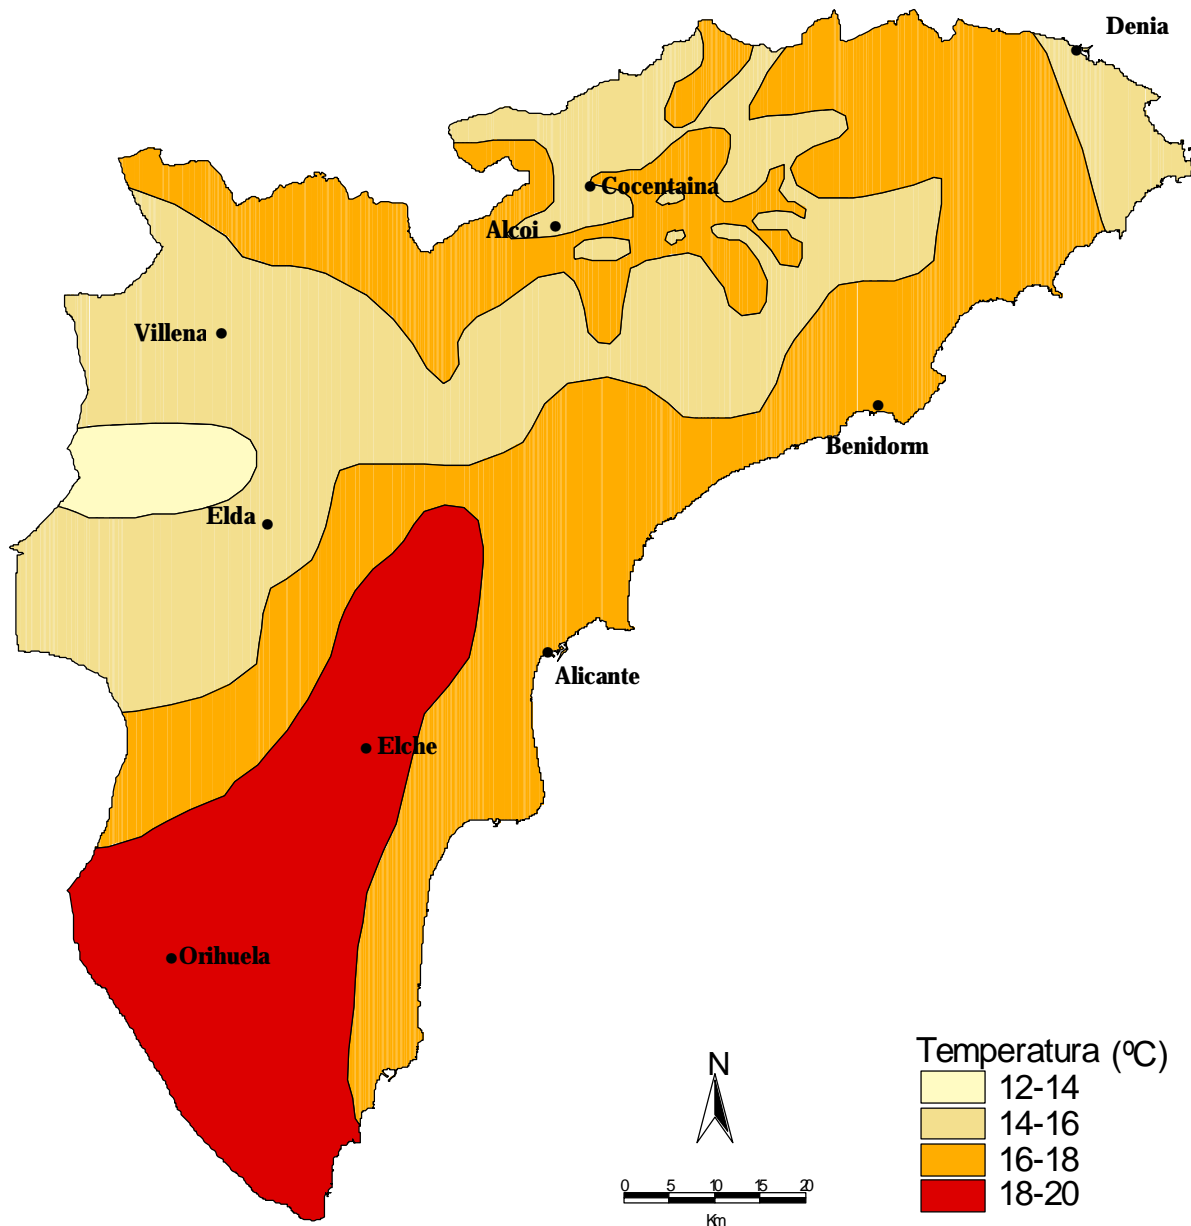 Denia
Cocentaina
Alcoi
Villena
Benidorm
Elda
Alicante
Elche
Orihuela
Temperatura (ºC)
12-14
14-16
16-18
18-20
N
0 5 10 15 20
Km